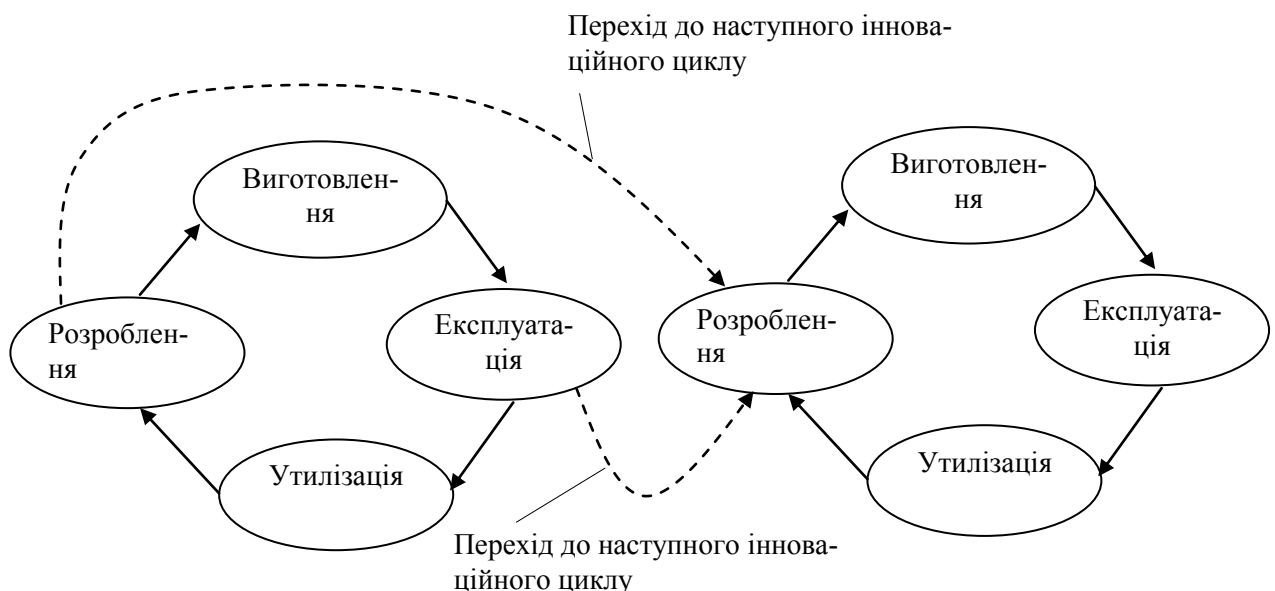 Перехід до наступного іннова-
ційного циклу
Виготовлен-
ня
Розроблен-
ня
Експлуата-
ція
Утилізація
Виготовлен-
ня
Розроблен-
ня
Експлуата-
ція
Утилізація
Перехід до наступного іннова-
ційного циклу